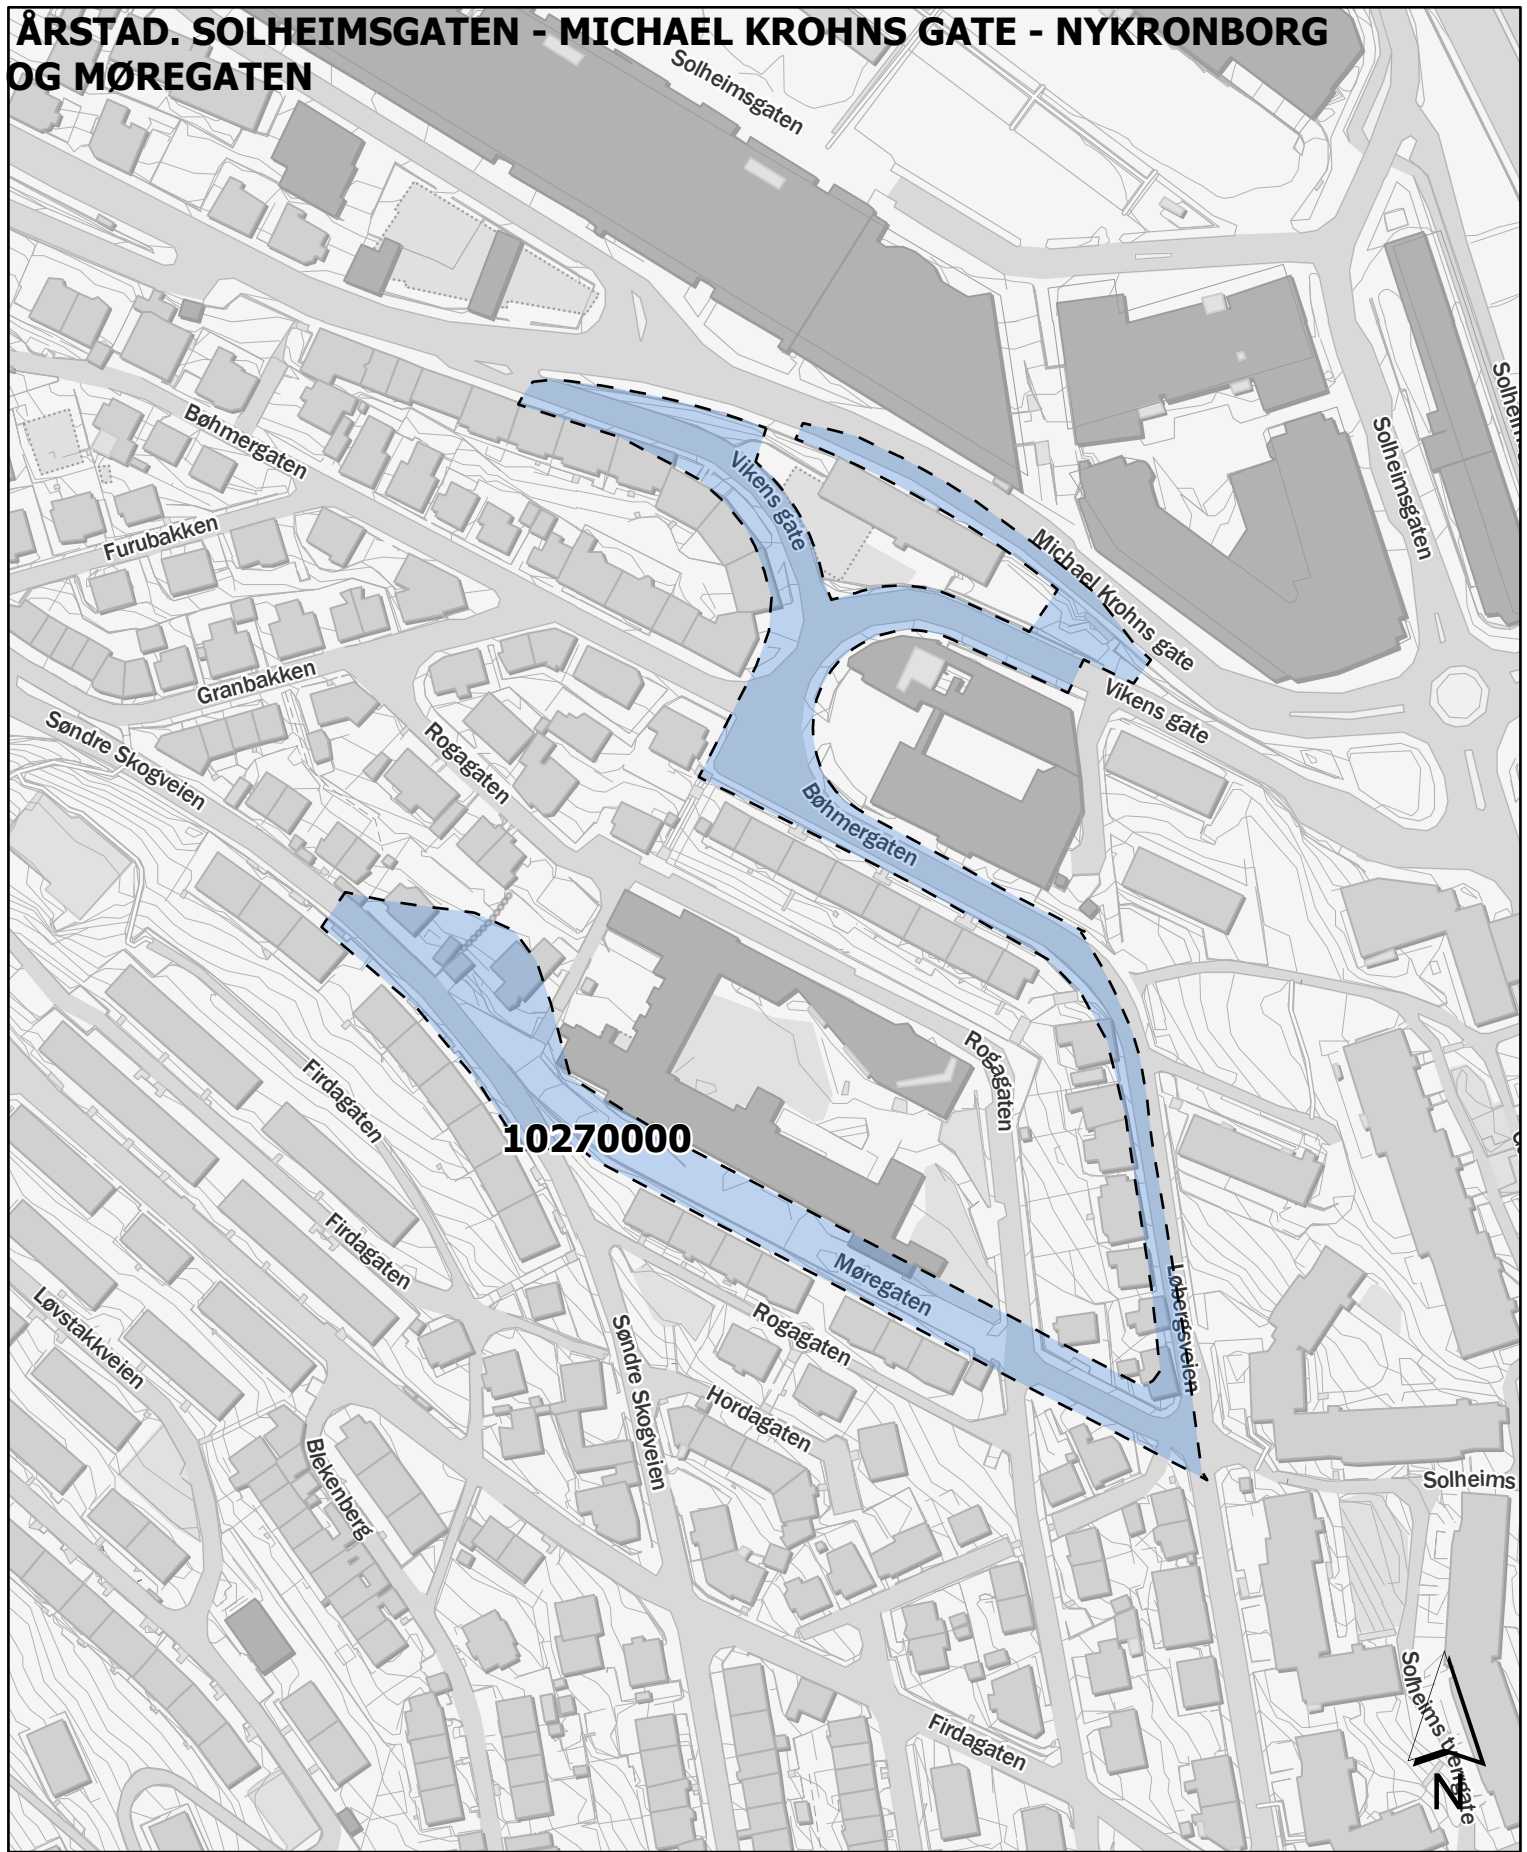 ÅRSTAD. SOLHEIMSGATEN - MICHAEL KROHNS GATE - NYKRONBORG
OG MØREGATEN
Solheimsgaten
Solheimsgaten
Bøhmergaten
Vikens gate
Furubakken
Michael Krohns gate
Granbakken
Vikens gate
Søndre Skogveien
Rogagaten
Bøhmergaten
Rogagaten
Firdagaten
10270000
Firdagaten
Møregaten
Løbergsveien
Løvstakkveien
Rogagaten
Søndre Skogveien
Hordagaten
Blekenberg
Solheims
Firdagaten
Solheims tverrgate
N